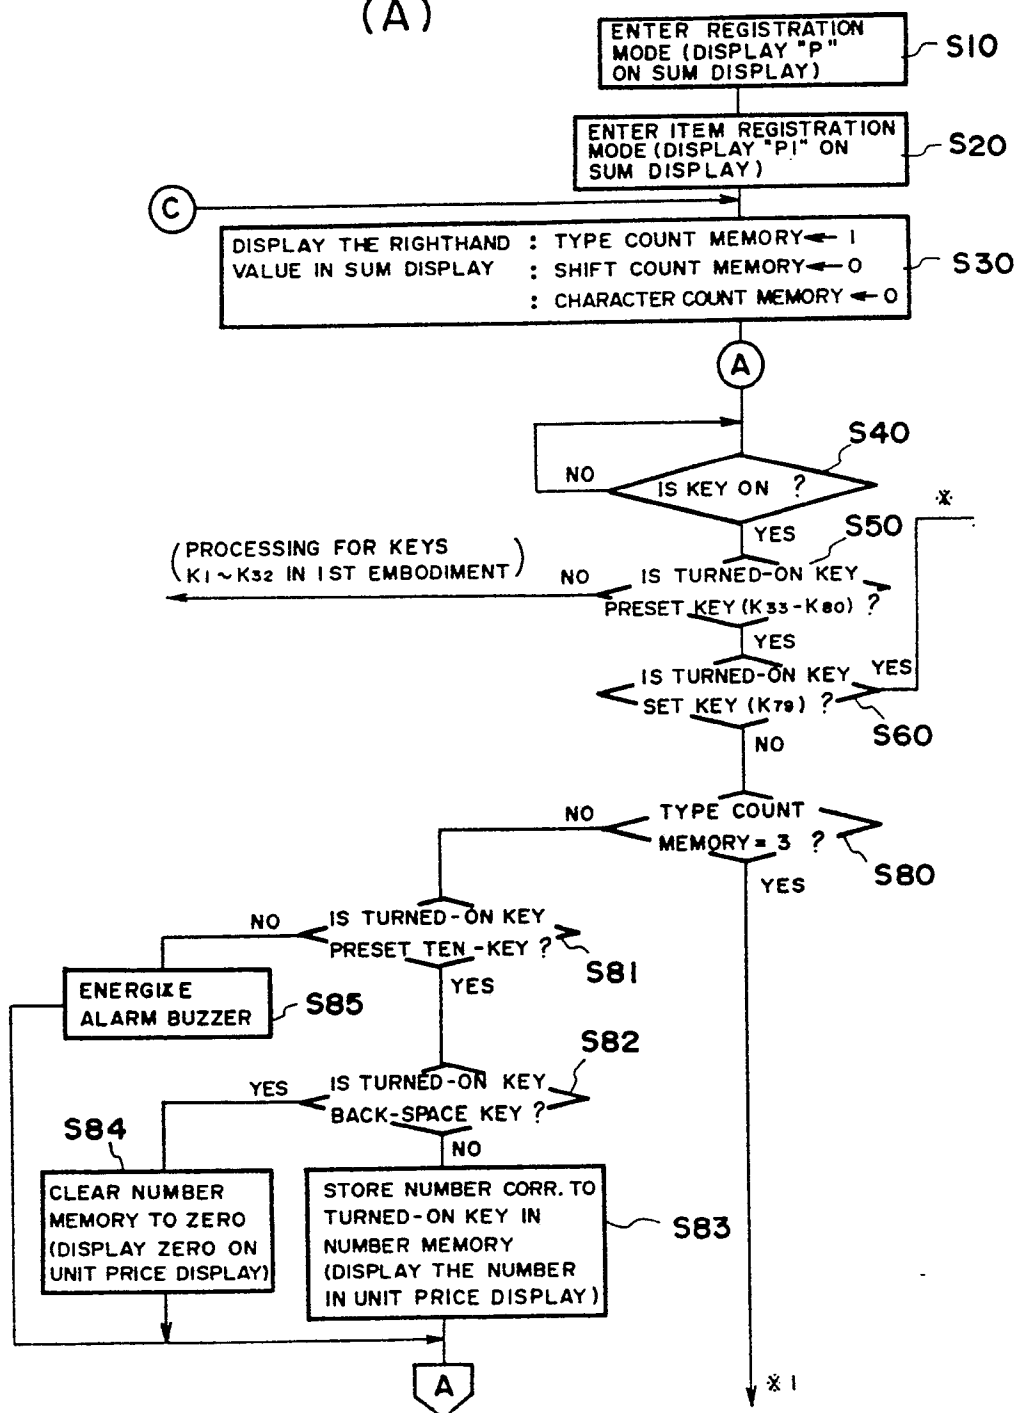 (A)
ENTER REGISTRATION
MODE (DISPLAY "P"
ON SUM DISPLAY)
S10
ENTER ITEM REGISTRATION
MODE (DISPLAY "P1" ON
SUM DISPLAY)
S20
C
DISPLAY THE RIGHTHAND : TYPE COUNT MEMORY ← 1
VALUE IN SUM DISPLAY : SHIFT COUNT MEMORY ← 0
: CHARACTER COUNT MEMORY ← 0
S30
A
S40
NO
IS KEY ON ?
※
YES
S50
(PROCESSING FOR KEYS
K1~K32 IN 1ST EMBODIMENT)
NO
IS TURNED-ON KEY
PRESET KEY (K33-K80) ?
YES
IS TURNED-ON KEY
SET KEY (K79) ?
YES
S60
NO
NO
TYPE COUNT
MEMORY = 3 ?
S80
YES
NO
IS TURNED-ON KEY
PRESET TEN-KEY ?
S81
YES
ENERGIXE
ALARM BUZZER
S85
S82
YES
IS TURNED-ON KEY
BACK-SPACE KEY ?
NO
S84
CLEAR NUMBER
MEMORY TO ZERO
(DISPLAY ZERO ON
UNIT PRICE DISPLAY)
STORE NUMBER CORR. TO
TURNED-ON KEY IN
NUMBER MEMORY
(DISPLAY THE NUMBER
IN UNIT PRICE DISPLAY)
S83
A
※1